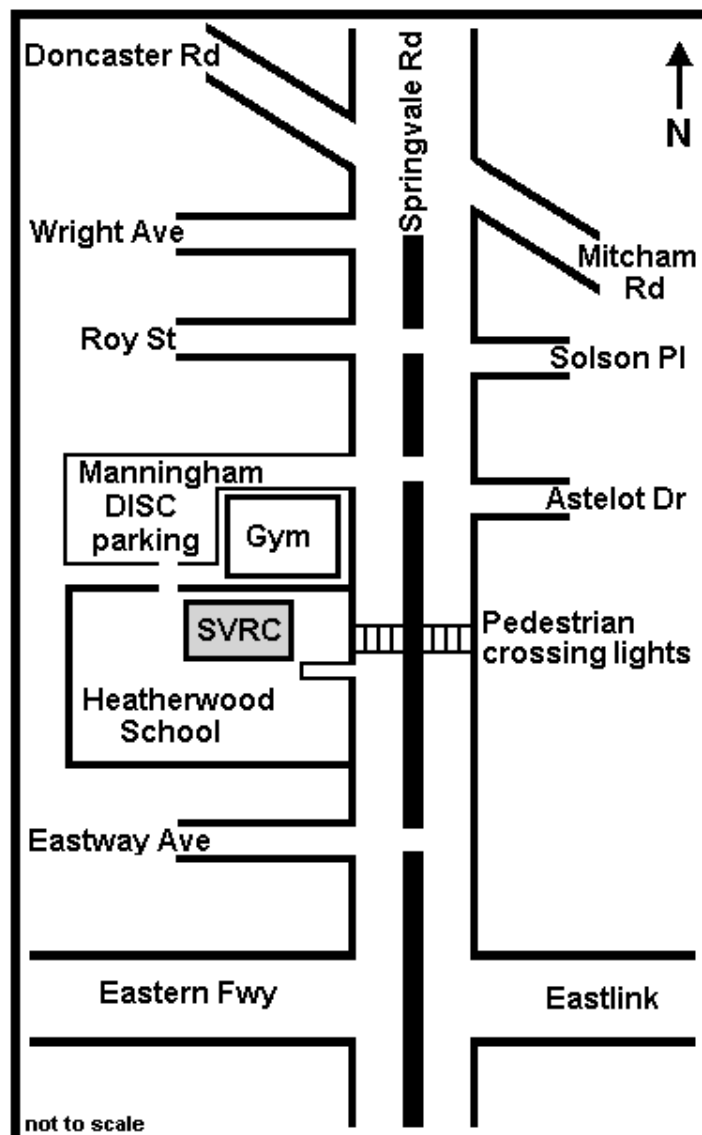 Doncaster Rd
Springvale Rd
N
Wright Ave
Mitcham
Rd
Roy St
Solson Pl
Manningham
DISC
parking
Gym
Astelot Dr
SVRC
Pedestrian
crossing lights
Heatherwood
School
Eastway Ave
Eastern Fwy
Eastlink
not to scale